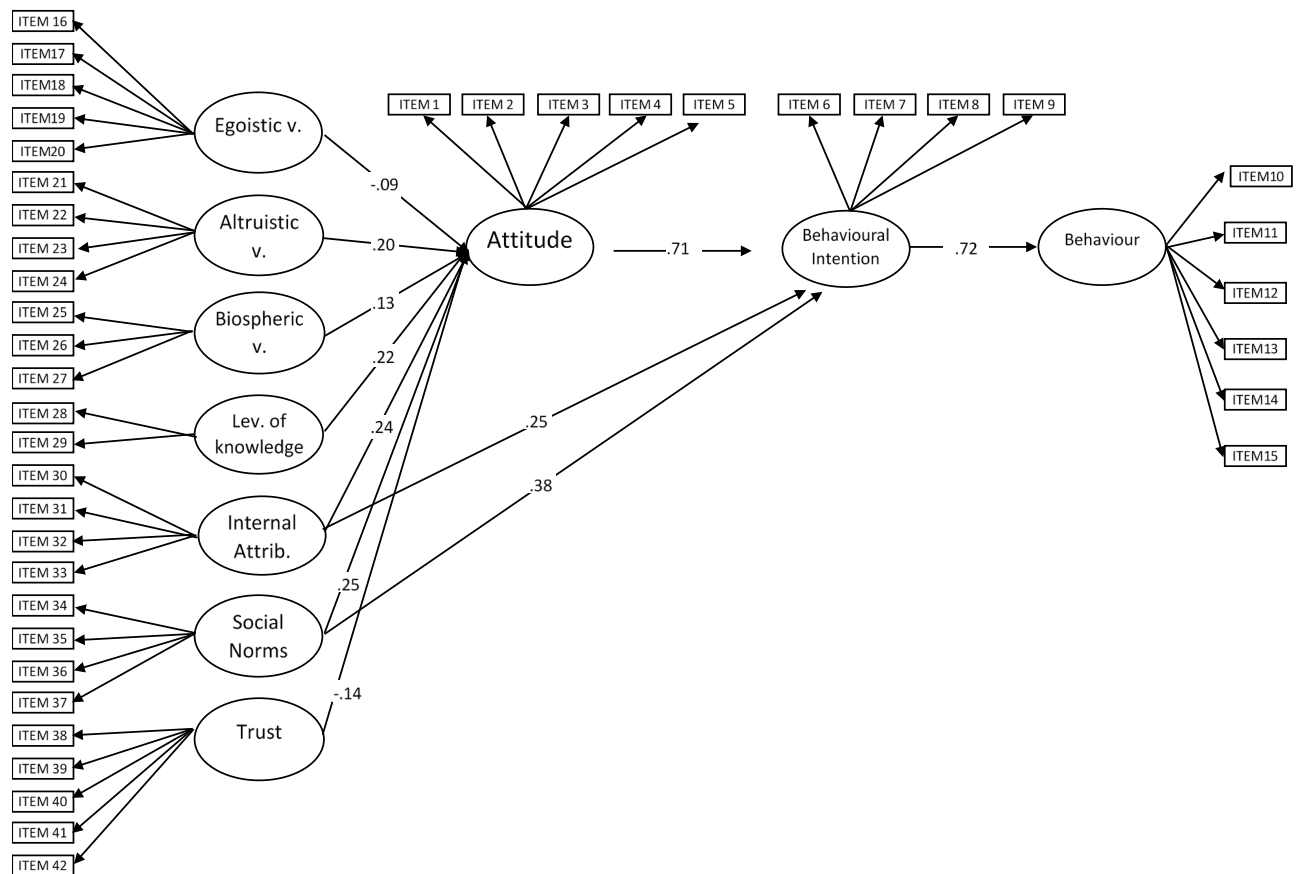 ITEM 16
ITEM17
ITEM18
ITEM19
ITEM20
ITEM 21
ITEM 22
ITEM 23
ITEM 24
ITEM 25
ITEM 26
ITEM 27
ITEM 28
ITEM 29
ITEM 30
ITEM 31
ITEM 32
ITEM 33
ITEM 34
ITEM 35
ITEM 36
ITEM 37
ITEM 38
ITEM 39
ITEM 40
ITEM 41
ITEM 42
Egoistic v.
Altruistic
v.
Biospheric
v.
Lev. of
knowledge
Internal
Attrib.
Social
Norms
Trust
-.09
.20
.13
.22
.24
.25
-.14
ITEM 1
ITEM 2
ITEM 3
ITEM 4
ITEM 5
Attitude
.71
.25
.38
ITEM 6
ITEM 7
ITEM 8
ITEM 9
Behavioural
Intention
.72
Behaviour
ITEM10
ITEM11
ITEM12
ITEM13
ITEM14
ITEM15